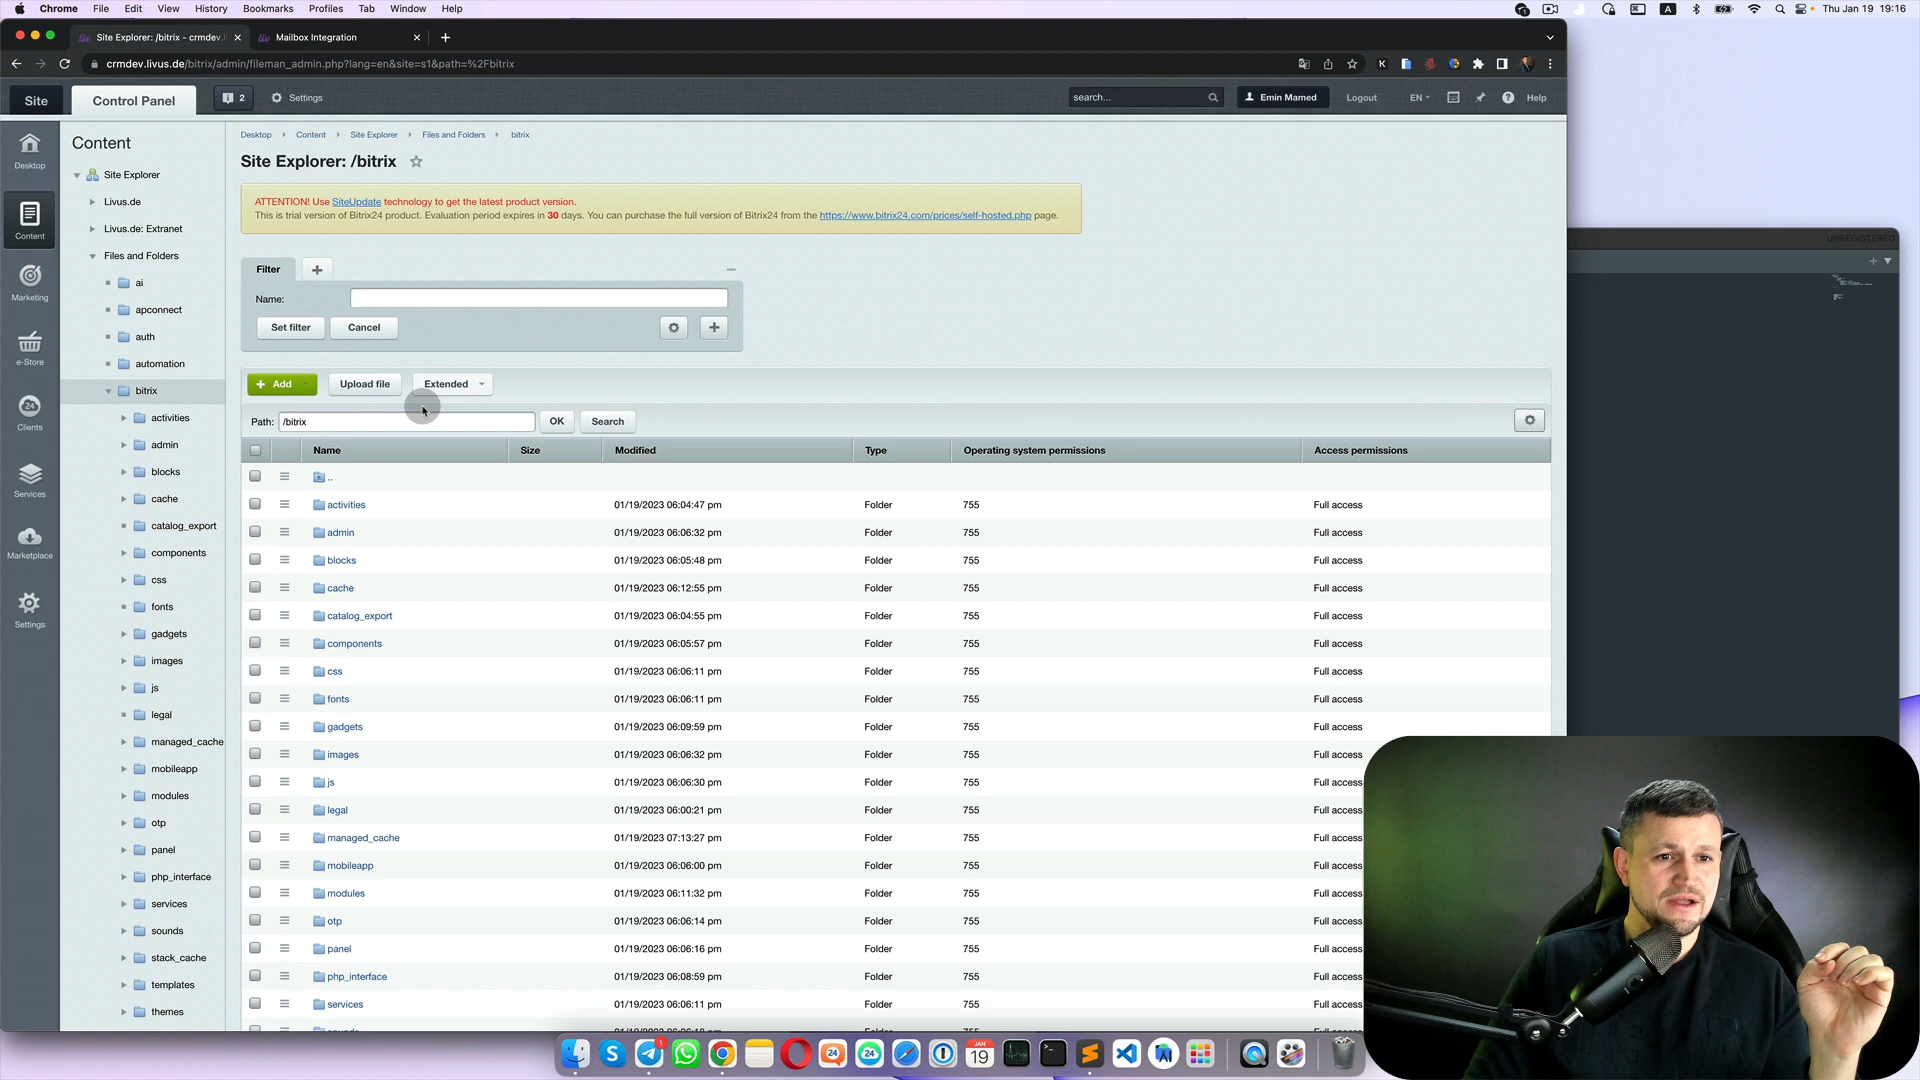 Chrome File Edit View History Bookmarks Profiles Tab Window Help
A
Thu Jan 19 19:16
Site Explorer: /bitrix - crmdev.l
Mailbox Integration
crmdev.livus.de/bitrix/admin/fileman_admin.php?lang=en&site=s1&path=%2Fbitrix
Site
Control Panel
2
Settings
search...
Emin Mamed
Logout
EN
Help
Desktop
Content
Marketing
e-Store
24
Clients
Services
Marketplace
Settings
Content
Site Explorer
Livus.de
Livus.de: Extranet
Files and Folders
ai
apconnect
auth
automation
bitrix
activities
admin
blocks
cache
catalog_export
components
css
fonts
gadgets
images
js
legal
managed_cache
mobileapp
modules
otp
panel
php_interface
services
sounds
stack_cache
templates
themes
Desktop Content Site Explorer Files and Folders bitrix
Site Explorer: /bitrix
ATTENTION! Use SiteUpdate technology to get the latest product version.
This is trial version of Bitrix24 product. Evaluation period expires in 30 days. You can purchase the full version of Bitrix24 from the https://www.bitrix24.com/prices/self-hosted.php page.
Filter
Name:
Set filter
Cancel
Add
Upload file
Extended
Path: /bitrix OK Search
Name Size Modified Type Operating system permissions Access permissions
..
activities 01/19/2023 06:04:47 pm Folder 755 Full access
admin 01/19/2023 06:06:32 pm Folder 755 Full access
blocks 01/19/2023 06:05:48 pm Folder 755 Full access
cache 01/19/2023 06:12:55 pm Folder 755 Full access
catalog_export 01/19/2023 06:04:55 pm Folder 755 Full access
components 01/19/2023 06:05:57 pm Folder 755 Full access
css 01/19/2023 06:06:11 pm Folder 755 Full access
fonts 01/19/2023 06:06:11 pm Folder 755 Full access
gadgets 01/19/2023 06:09:59 pm Folder 755 Full access
images 01/19/2023 06:06:32 pm Folder 755 Full access
js 01/19/2023 06:06:30 pm Folder 755 Full access
legal 01/19/2023 06:00:21 pm Folder 755 Full access
managed_cache 01/19/2023 07:13:27 pm Folder 755 Full access
mobileapp 01/19/2023 06:06:00 pm Folder 755 Full access
modules 01/19/2023 06:11:32 pm Folder 755 Full access
otp 01/19/2023 06:06:14 pm Folder 755 Full access
panel 01/19/2023 06:06:16 pm Folder 755 Full access
php_interface 01/19/2023 06:08:59 pm Folder 755 Full access
services 01/19/2023 06:06:11 pm Folder 755 Full access
UNREGISTERED
1
24
24
JAN
19